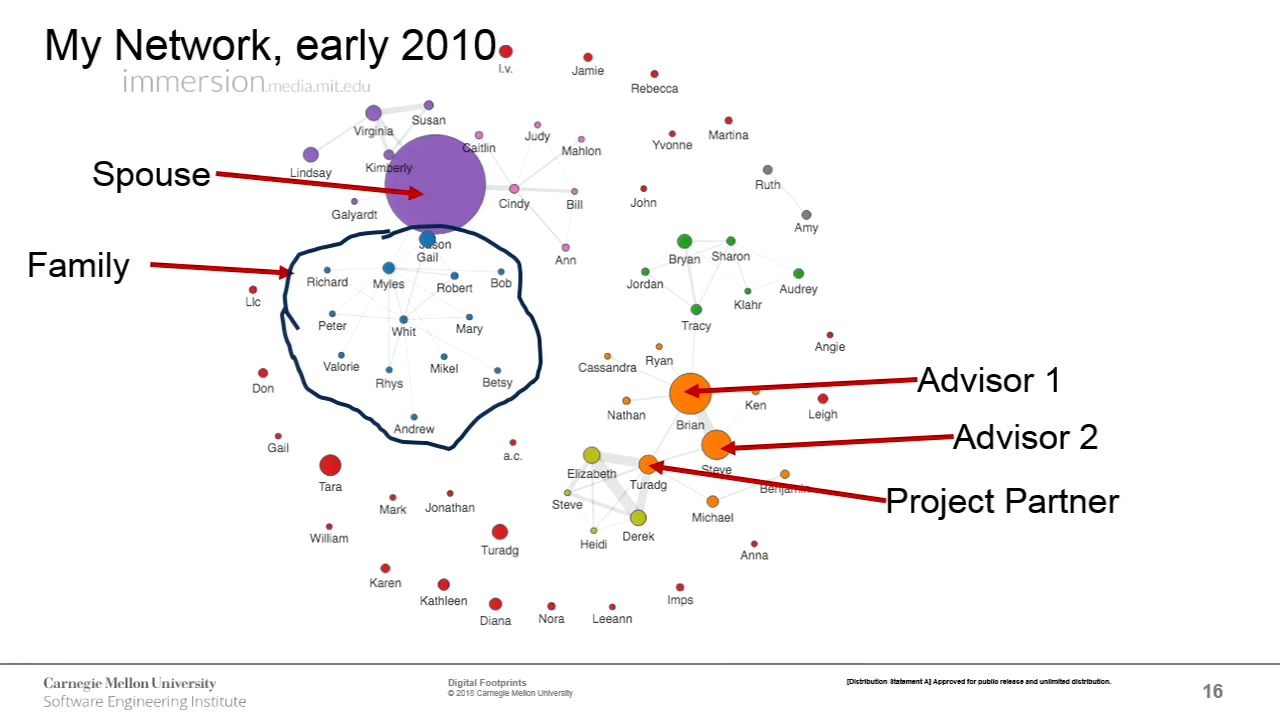 My Network, early 2010
immersion.media.mit.edu
I.v.
Jamie
Rebecca
Virginia
Susan
Caitlin
Judy
Mahlon
Yvonne
Martina
Lindsay
Kimberly
Spouse
Galyardt
Cindy
Bill
John
Ruth
Amy
Ann
Jason
Gail
Family
Richard
Myles
Robert
Bob
Llc
Peter
Whit
Mary
Valorie
Rhys
Mikel
Betsy
Andrew
Bryan
Sharon
Jordan
Klahr
Audrey
Tracy
Angie
Cassandra
Ryan
Advisor 1
Don
Nathan
Brian
Ken
Leigh
Advisor 2
Gail
a.c.
Steve
Tara
Elizabeth
Turadg
Benjamin
Project Partner
Mark
Jonathan
Steve
Michael
William
Turadg
Heidi
Derek
Anna
Karen
Kathleen
Diana
Nora
Leeann
Imps
Carnegie Mellon University
Software Engineering Institute
Digital Footprints
© 2018 Carnegie Mellon University
[Distribution Statement A] Approved for public release and unlimited distribution.
16